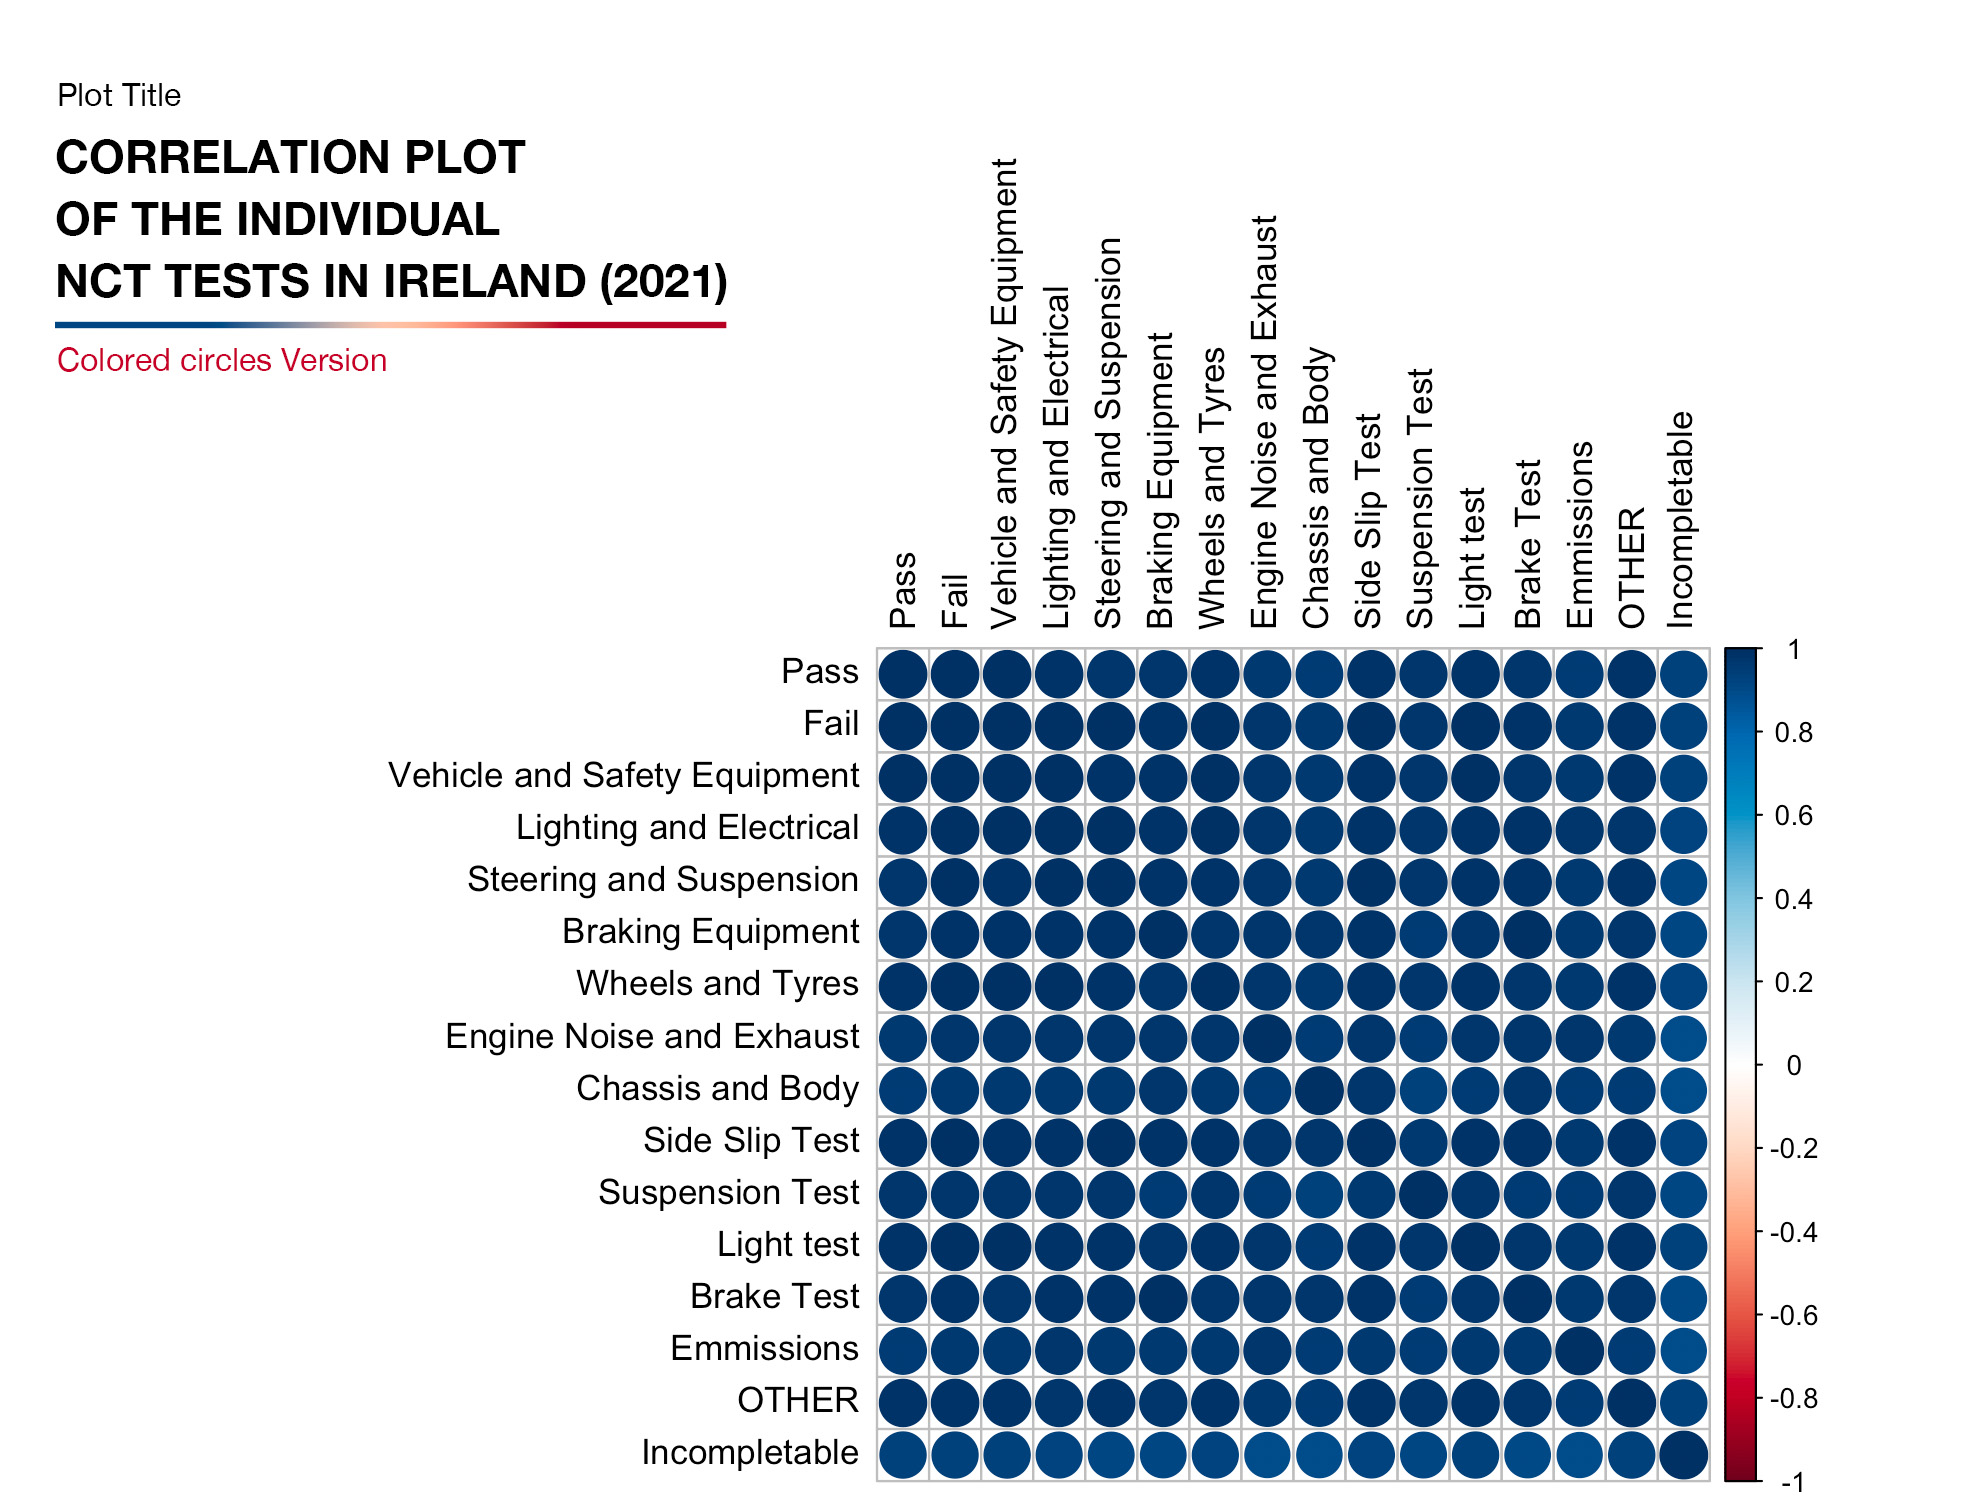 Plot Title
CORRELATION PLOT
OF THE INDIVIDUAL
NCT TESTS IN IRELAND (2021)
Colored circles Version
Pass
Fail
Vehicle and Safety Equipment
Lighting and Electrical
Steering and Suspension
Braking Equipment
Wheels and Tyres
Engine Noise and Exhaust
Chassis and Body
Side Slip Test
Suspension Test
Light test
Brake Test
Emmissions
OTHER
Incompletable
Pass
Fail
Vehicle and Safety Equipment
Lighting and Electrical
Steering and Suspension
Braking Equipment
Wheels and Tyres
Engine Noise and Exhaust
Chassis and Body
Side Slip Test
Suspension Test
Light test
Brake Test
Emmissions
OTHER
Incompletable
1
0.8
0.6
0.4
0.2
0
-0.2
-0.4
-0.6
-0.8
-1